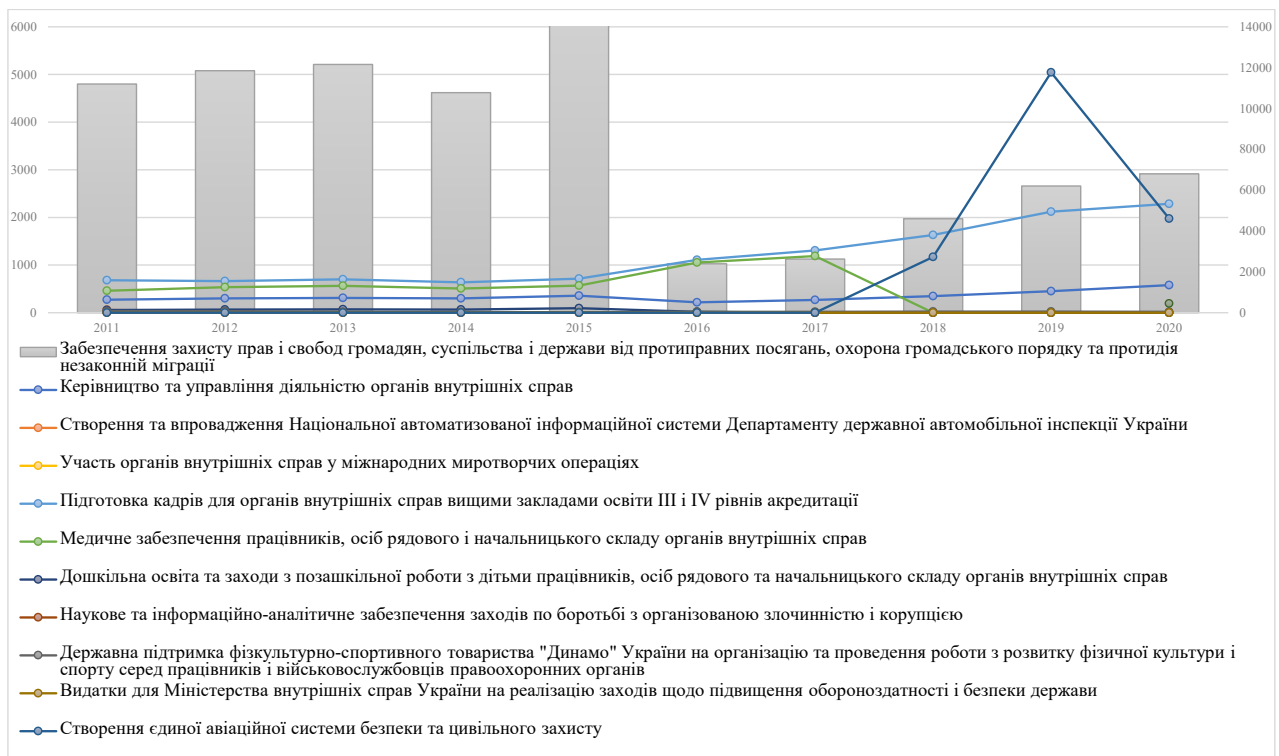 6000
5000
4000
3000
2000
1000
0
14000
12000
10000
8000
6000
4000
2000
0
2011 2012 2013 2014 2015 2016 2017 2018 2019 2020
Забезпечення захисту прав і свобод громадян, суспільства і держави від протиправних посягань, охорона громадського порядку та протидія
незаконній міграції
Керівництво та управління діяльністю органів внутрішніх справ
Створення та впровадження Національної автоматизованої інформаційної системи Департаменту державної автомобільної інспекції України
Участь органів внутрішніх справ у міжнародних миротворчих операціях
Підготовка кадрів для органів внутрішніх справ вищими закладами освіти III і IV рівнів акредитації
Медичне забезпечення працівників, осіб рядового і начальницького складу органів внутрішніх справ
Дошкільна освіта та заходи з позашкільної роботи з дітьми працівників, осіб рядового та начальницького складу органів внутрішніх справ
Наукове та інформаційно-аналітичне забезпечення заходів по боротьбі з організованою злочинністю і корупцією
Державна підтримка фізкультурно-спортивного товариства "Динамо" України на організацію та проведення роботи з розвитку фізичної культури і
спорту серед працівників і військовослужбовців правоохоронних органів
Видатки для Міністерства внутрішніх справ України на реалізацію заходів щодо підвищення обороноздатності і безпеки держави
Створення єдиної авіаційної системи безпеки та цивільного захисту